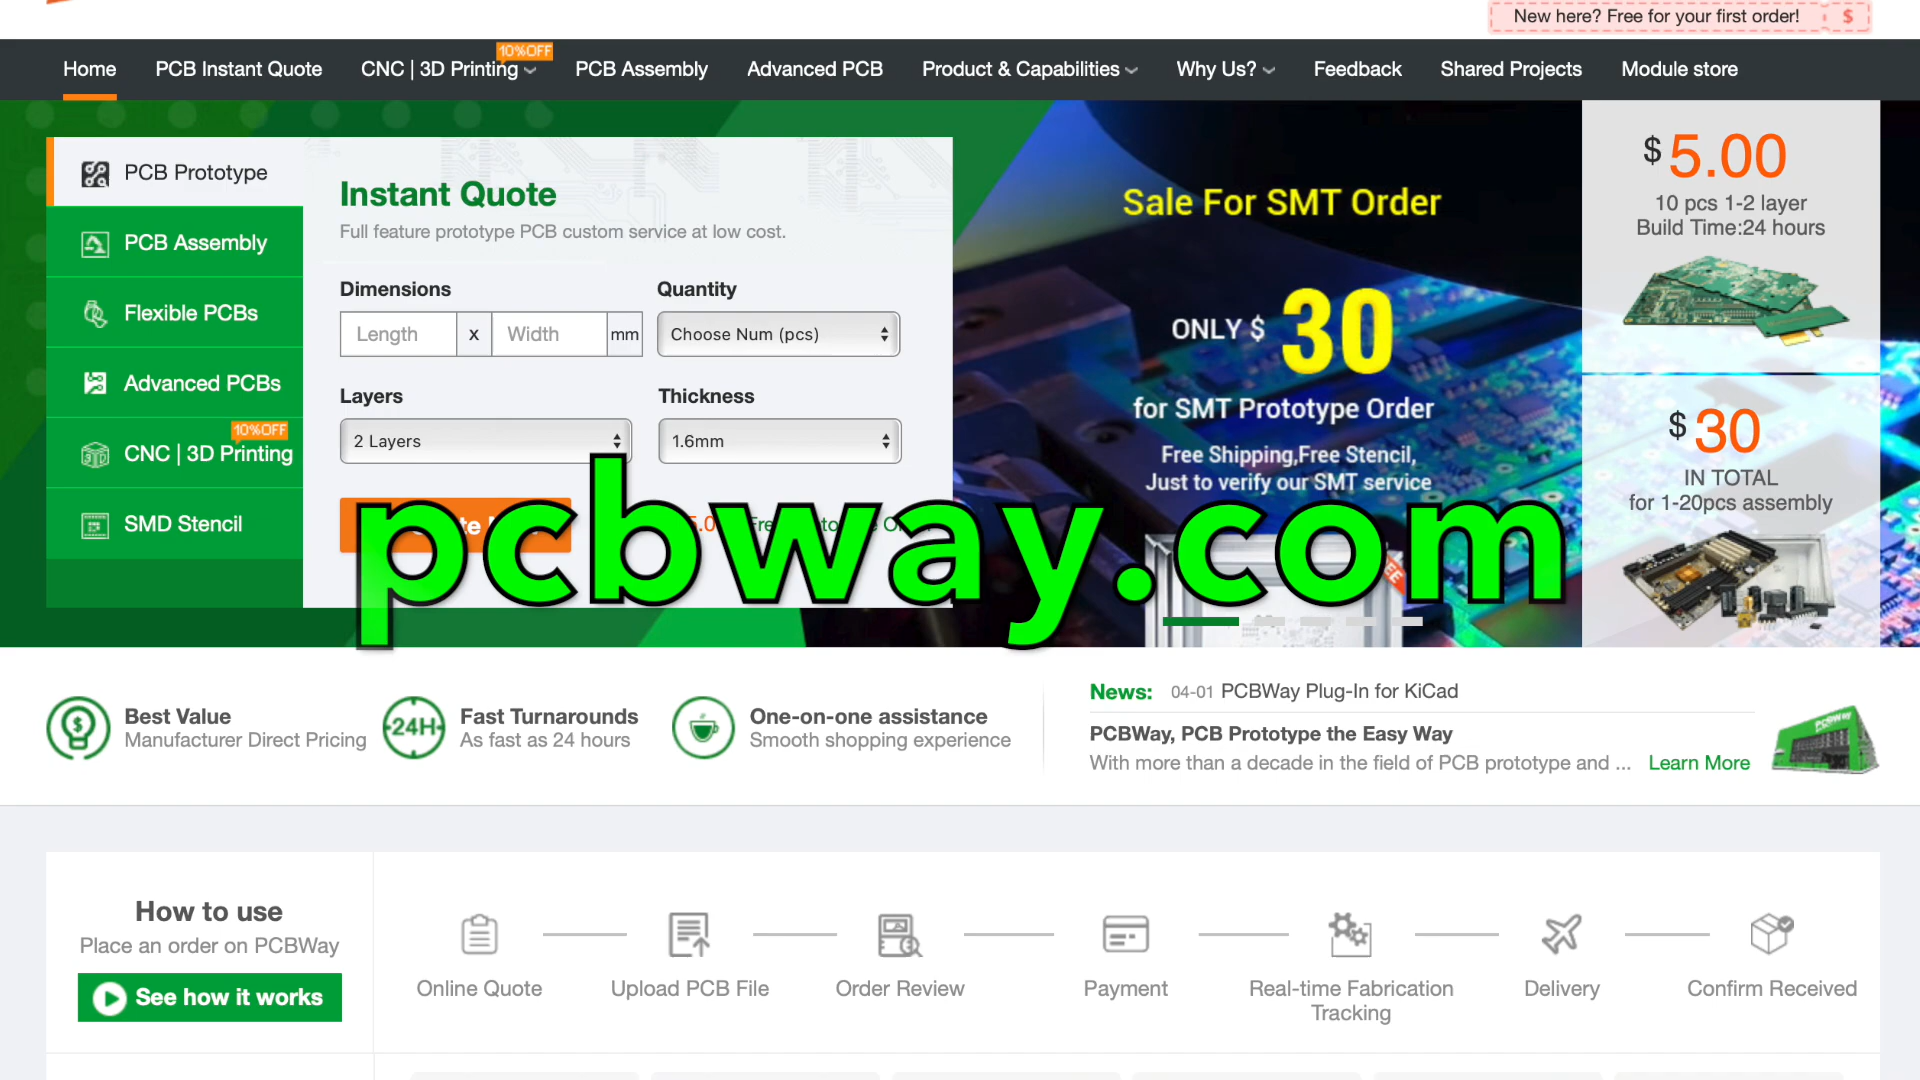 New here? Free for your first order! $
Home PCB Instant Quote CNC | 3D Printing 10%OFF PCB Assembly Advanced PCB Product & Capabilities Why Us? Feedback Shared Projects Module store
PCB Prototype
PCB Assembly
Flexible PCBs
Advanced PCBs
10%OFF
CNC | 3D Printing
SMD Stencil
Instant Quote
Full feature prototype PCB custom service at low cost.
Dimensions Quantity
Length x Width mm Choose Num (pcs)
Layers Thickness
2 Layers 1.6mm
Sale For SMT Order
ONLY $ 30
for SMT Prototype Order
Free Shipping,Free Stencil,
Just to verify our SMT service
$ 5.00
10 pcs 1-2 layer
Build Time:24 hours
$ 30
IN TOTAL
for 1-20pcs assembly
pcbway.com
Best Value
Manufacturer Direct Pricing
24H
Fast Turnarounds
As fast as 24 hours
One-on-one assistance
Smooth shopping experience
News: 04-01 PCBWay Plug-In for KiCad
PCBWay, PCB Prototype the Easy Way
With more than a decade in the field of PCB prototype and ... Learn More
PCBWay
How to use
Place an order on PCBWay
See how it works
Online Quote
Upload PCB File
Order Review
Payment
Real-time Fabrication
Tracking
Delivery
Confirm Received